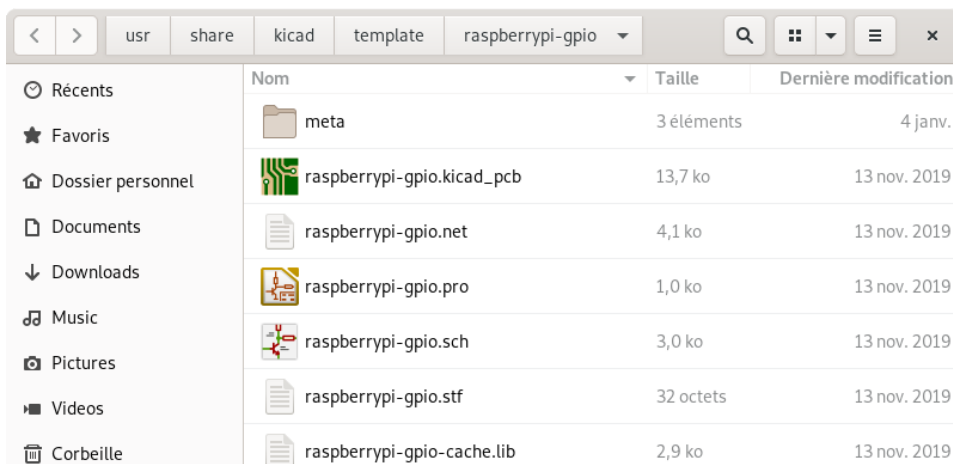 usr share kicad template raspberrypi-gpio
Nom Taille Dernière modification
Récents
Favoris
Dossier personnel
Documents
Downloads
Music
Pictures
Videos
Corbeille
meta 3 éléments 4 janv.
raspberrypi-gpio.kicad_pcb 13,7 ko 13 nov. 2019
raspberrypi-gpio.net 4,1 ko 13 nov. 2019
raspberrypi-gpio.pro 1,0 ko 13 nov. 2019
raspberrypi-gpio.sch 3,0 ko 13 nov. 2019
raspberrypi-gpio.stf 32 octets 13 nov. 2019
raspberrypi-gpio-cache.lib 2,9 ko 13 nov. 2019